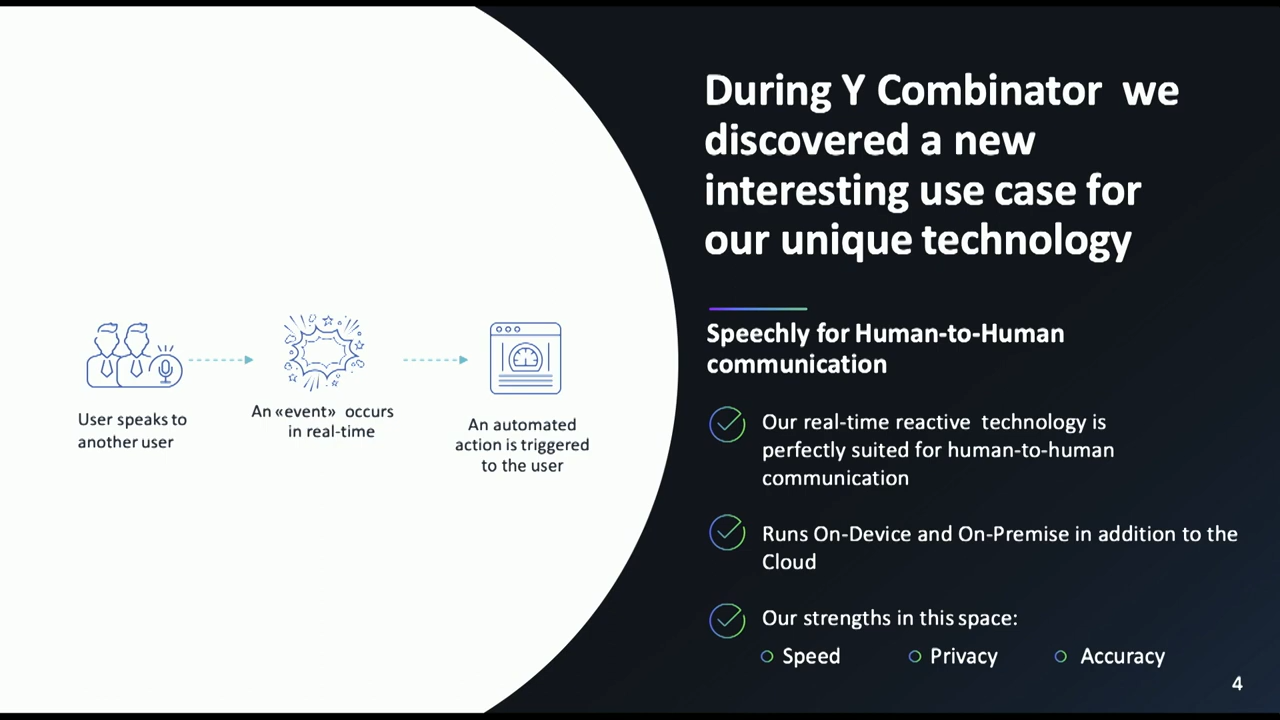 During Y Combinator we
discovered a new
interesting use case for
our unique technology
Speechly for Human-to-Human
communication
Our real-time reactive technology is
perfectly suited for human-to-human
communication
Runs On-Device and On-Premise in addition to the
Cloud
Our strengths in this space:
Speed Privacy Accuracy
User speaks to
another user
An «event» occurs
in real-time
An automated
action is triggered
to the user
4